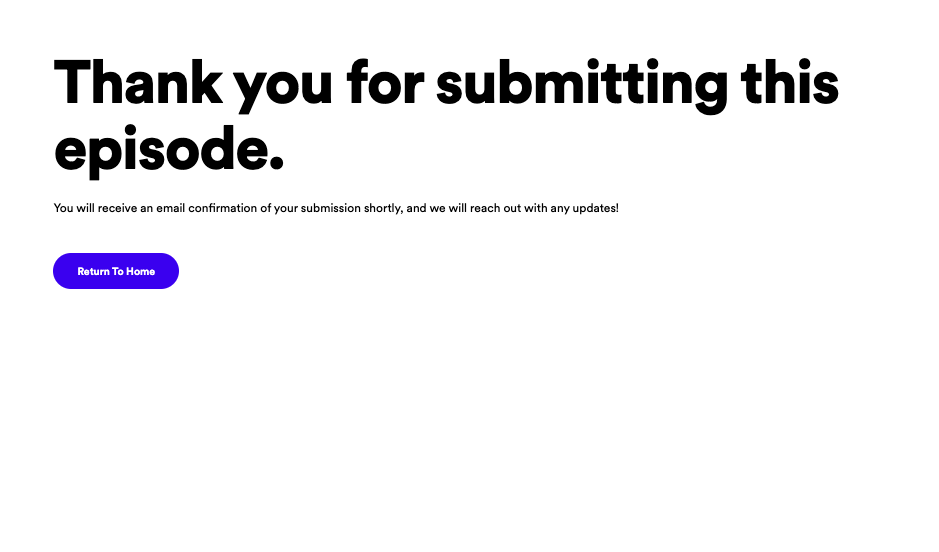 Thank you for submitting this
episode.
You will receive an email confirmation of your submission shortly, and we will reach out with any updates!
Return To Home